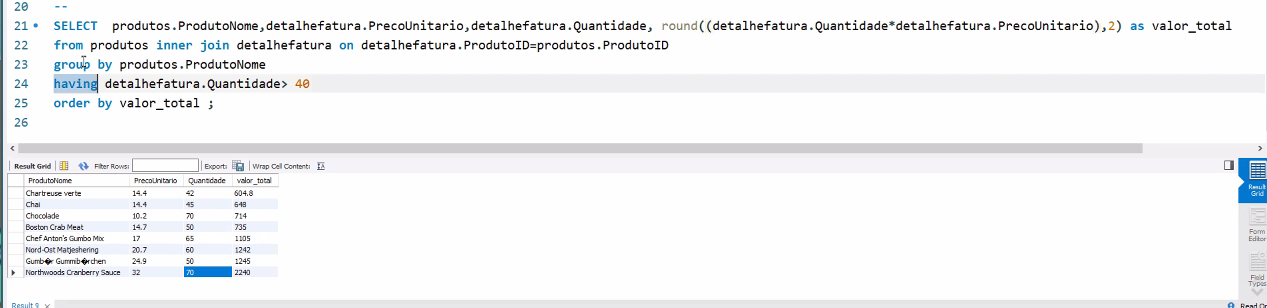 20 --
21 SELECT produtos.ProdutoNome,detalhefatura.PrecoUnitario,detalhefatura.Quantidade, round((detalhefatura.Quantidade*detalhefatura.PrecoUnitario),2) as valor_total
22 from produtos inner join detalhefatura on detalhefatura.ProdutoID=produtos.ProdutoID
23 group by produtos.ProdutoNome
24 having detalhefatura.Quantidade> 40
25 order by valor_total ;
26
Result Grid Filter Rows: Export: Wrap Cell Content:
ProdutoNome PrecoUnitario Quantidade valor_total
Chartreuse verte 14.4 42 604.8
Chai 14.4 45 648
Chocolade 10.2 70 714
Boston Crab Meat 14.7 50 735
Chef Anton's Gumbo Mix 17 65 1105
Nord-Ost Matjeshering 20.7 60 1242
Gumb�r Gummib�rchen 24.9 50 1245
Northwoods Cranberry Sauce 32 70 2240
Result
Grid
Form
Editor
Field
Types
Result 9 ×
Read On